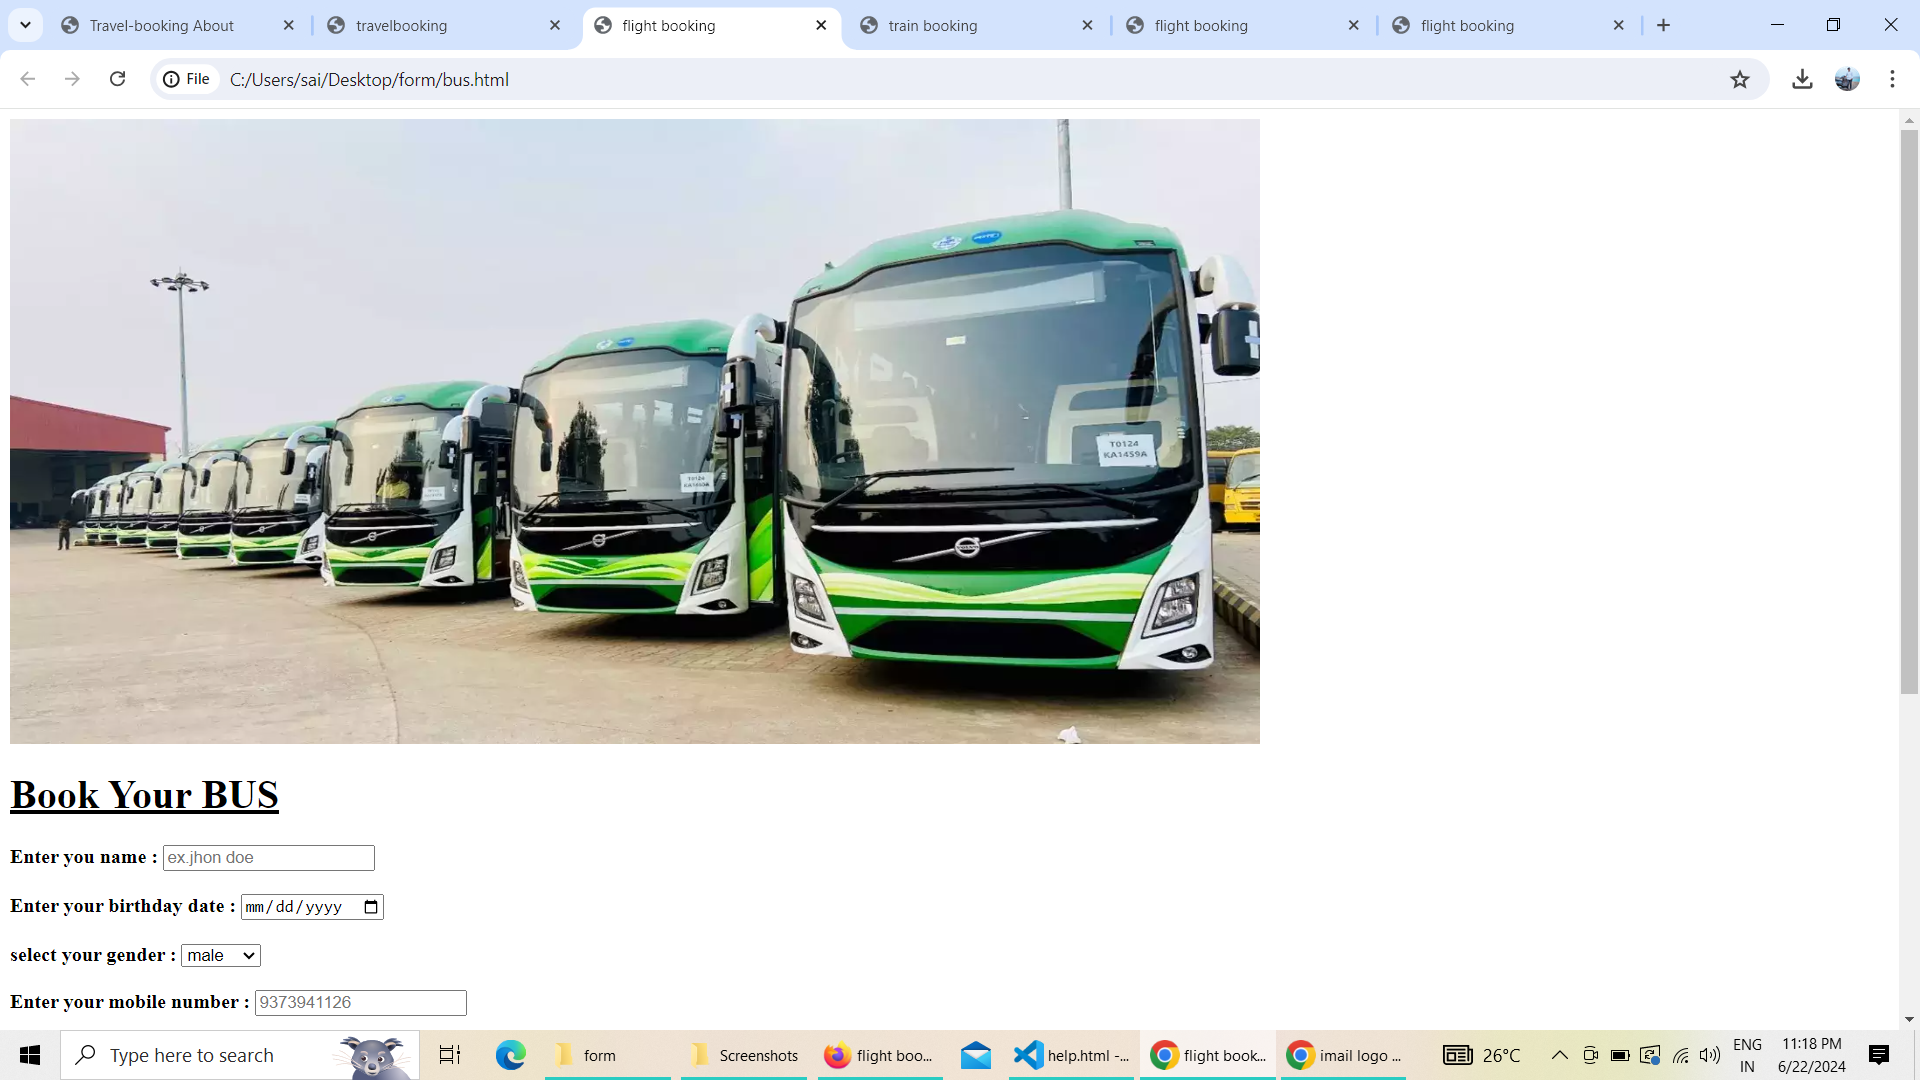 Travel-booking About
travelbooking
flight booking
train booking
flight booking
flight booking
File
C:/Users/sai/Desktop/form/bus.html
T0124
KA1459A
T0124
VOLVO
Book Your BUS
Enter you name : ex.jhon doe
Enter your birthday date : mm/dd/yyyy
select your gender : male
Enter your mobile number : 9373941126
Type here to search
form
Screenshots
flight boo...
help.html -...
flight book...
imail logo ...
26°C
ENG
IN
11:18 PM
6/22/2024